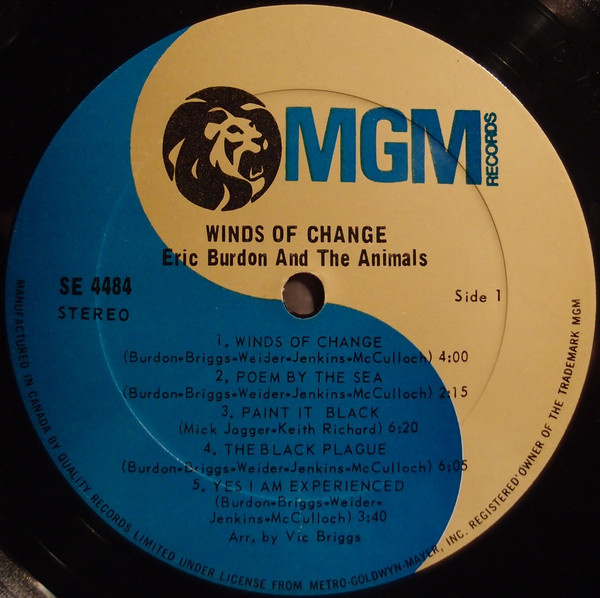 MGM RECORDS
WINDS OF CHANGE
Eric Burdon And The Animals
SE 4484
STEREO
Side 1
1. WINDS OF CHANGE
(Burdon-Briggs-Weider-Jenkins-McCulloch) 4:00
2. POEM BY THE SEA
(Burdon-Briggs-Weider-Jenkins-McCulloch) 2:15
3. PAINT IT BLACK
(Mick Jagger-Keith Richard) 6:20
4. THE BLACK PLAGUE
(Burdon-Briggs-Weider-Jenkins-McCulloch) 6:05
5. YES I AM EXPERIENCED
(Burdon-Briggs-Weider-
Jenkins-McCulloch) 3:40
Arr. by Vic Briggs
MANUFACTURED IN CANADA BY QUALITY RECORDS LIMITED UNDER LICENSE FROM METRO-GOLDWYN-MAYER, INC. REGISTERED OWNER OF THE TRADEMARK MGM